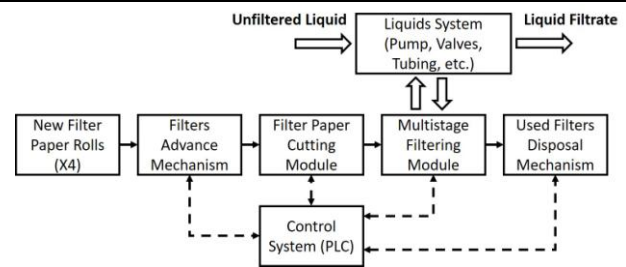 Unfiltered Liquid
Liquids System
(Pump, Valves,
Tubing, etc.)
Liquid Filtrate
New Filter
Paper Rolls
(X4)
Filters
Advance
Mechanism
Filter Paper
Cutting
Module
Multistage
Filtering
Module
Used Filters
Disposal
Mechanism
Control
System (PLC)